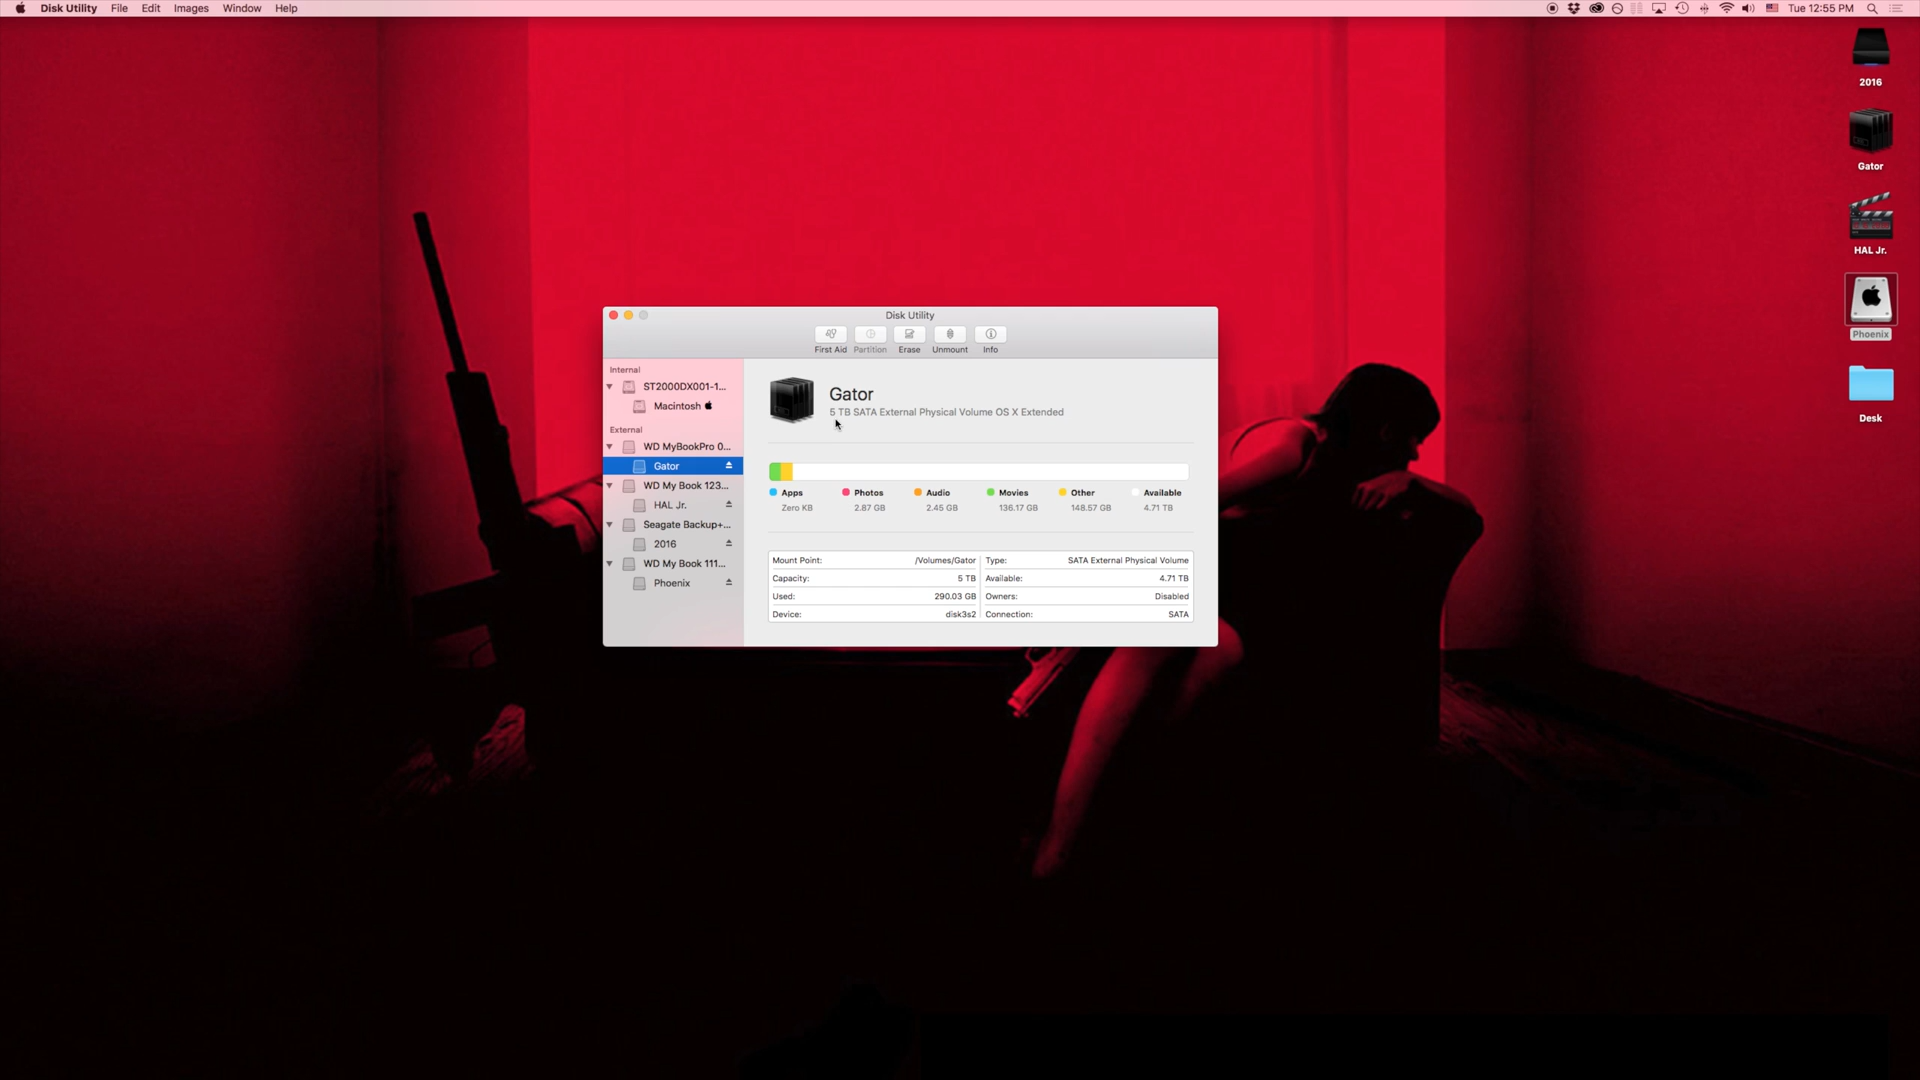 Disk Utility File Edit Images Window Help
Tue 12:55 PM
2016
Gator
HAL Jr.
Phoenix
Desk
Disk Utility
First Aid Partition Erase Unmount Info
Internal
ST2000DX001-1...
Macintosh
External
WD MyBookPro 0...
Gator
WD My Book 123...
HAL Jr.
Seagate Backup+...
2016
WD My Book 111...
Phoenix
Gator
5 TB SATA External Physical Volume OS X Extended
Apps Photos Audio Movies Other Available
Zero KB 2.87 GB 2.45 GB 136.17 GB 148.57 GB 4.71 TB
Mount Point: /Volumes/Gator Type: SATA External Physical Volume
Capacity: 5 TB Available: 4.71 TB
Used: 290.03 GB Owners: Disabled
Device: disk3s2 Connection: SATA